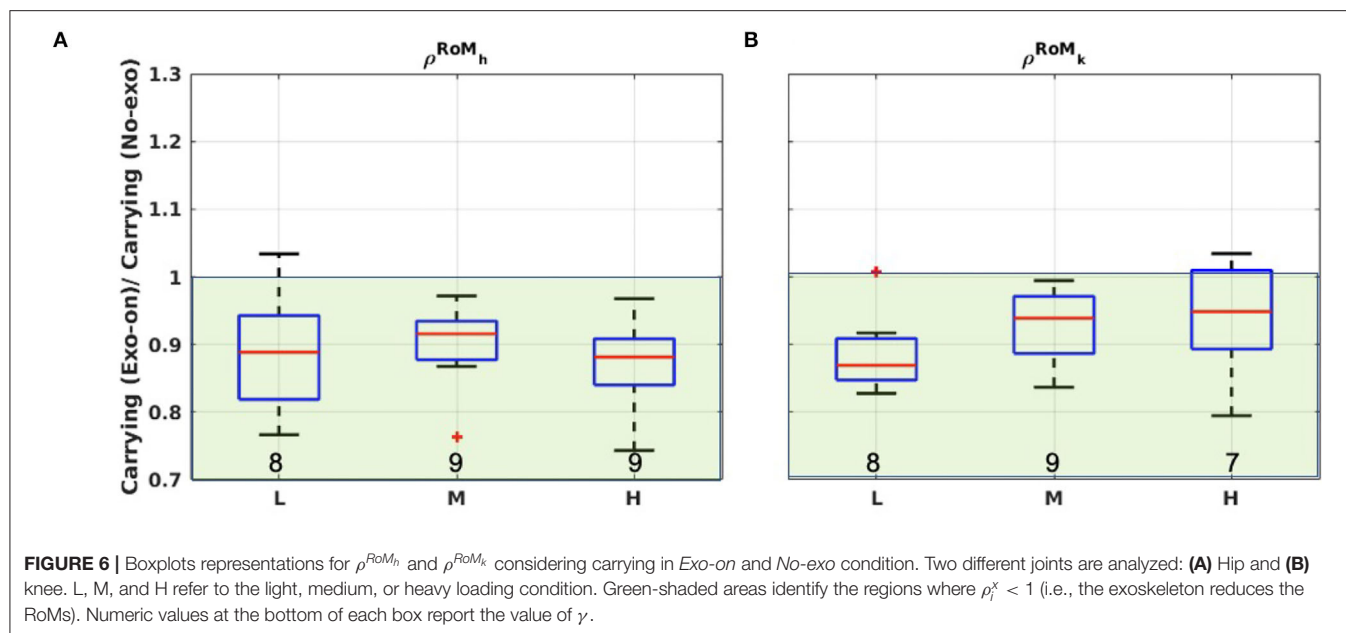 A
B
ρ^RoM_h
ρ^RoM_k
Carrying (Exo-on)/ Carrying (No-exo)
1.3
1.2
1.1
1
0.9
0.8
0.7
8 9 9
8 9 7
L M H
L M H
FIGURE 6 | Boxplots representations for ρ^RoM_h and ρ^RoM_k considering carrying in Exo-on and No-exo condition. Two different joints are analyzed: (A) Hip and (B)
knee. L, M, and H refer to the light, medium, or heavy loading condition. Green-shaded areas identify the regions where ρ_i^x < 1 (i.e., the exoskeleton reduces the
RoMs). Numeric values at the bottom of each box report the value of γ.